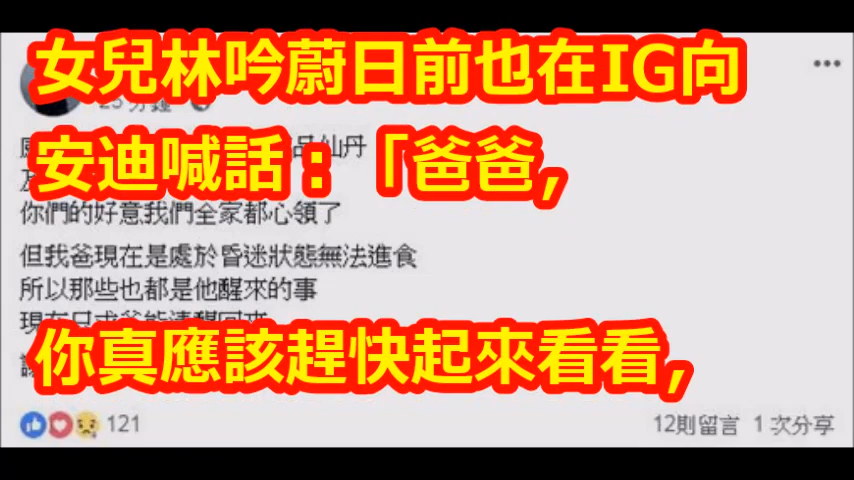 女兒林吟蔚日前也在IG向
安迪喊話：「爸爸,
仙丹
你們的好意我們全家都心領了
但我爸現在是處於昏迷狀態無法進食
所以那些也都是他醒來的事
你真應該趕快起來看看,
121
12則留言 1次分享